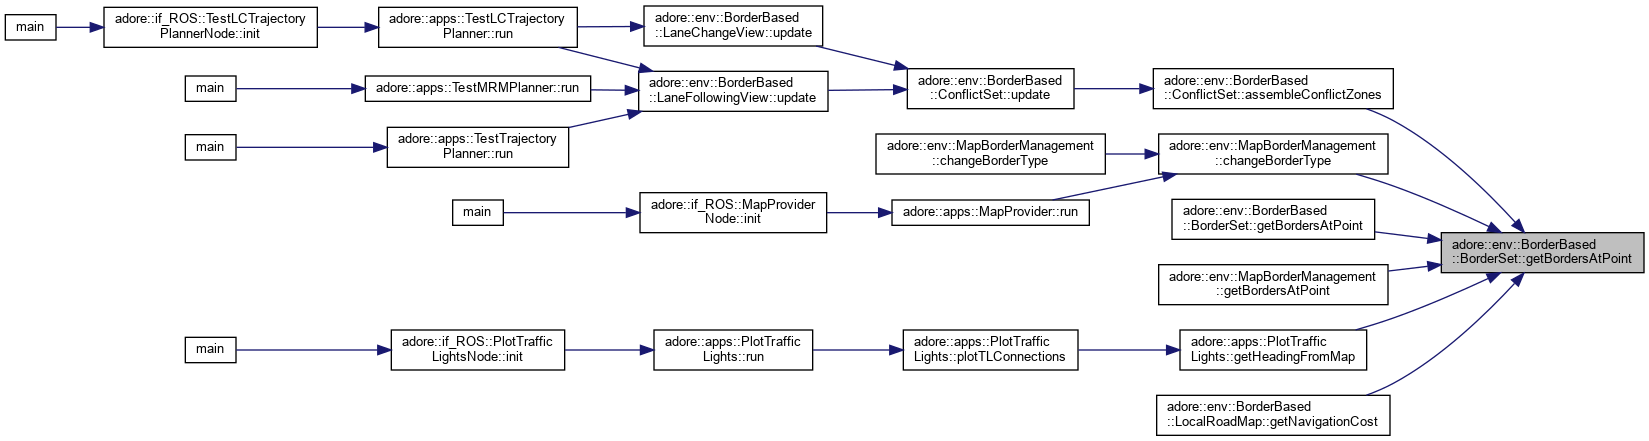 main
adore::if_ROS::TestLCTrajectory
PlannerNode::init
adore::apps::TestLCTrajectory
Planner::run
adore::env::BorderBased
::LaneChangeView::update
main
adore::apps::TestMRMPlanner::run
adore::env::BorderBased
::LaneFollowingView::update
adore::env::BorderBased
::ConflictSet::update
adore::env::BorderBased
::ConflictSet::assembleConflictZones
main
adore::apps::TestTrajectory
Planner::run
adore::env::MapBorderManagement
::changeBorderType
adore::env::MapBorderManagement
::changeBorderType
main
adore::if_ROS::MapProvider
Node::init
adore::apps::MapProvider::run
adore::env::BorderBased
::BorderSet::getBordersAtPoint
adore::env::BorderBased
::BorderSet::getBordersAtPoint
adore::env::MapBorderManagement
::getBordersAtPoint
main
adore::if_ROS::PlotTraffic
LightsNode::init
adore::apps::PlotTraffic
Lights::run
adore::apps::PlotTraffic
Lights::plotTLConnections
adore::apps::PlotTraffic
Lights::getHeadingFromMap
adore::env::BorderBased
::LocalRoadMap::getNavigationCost